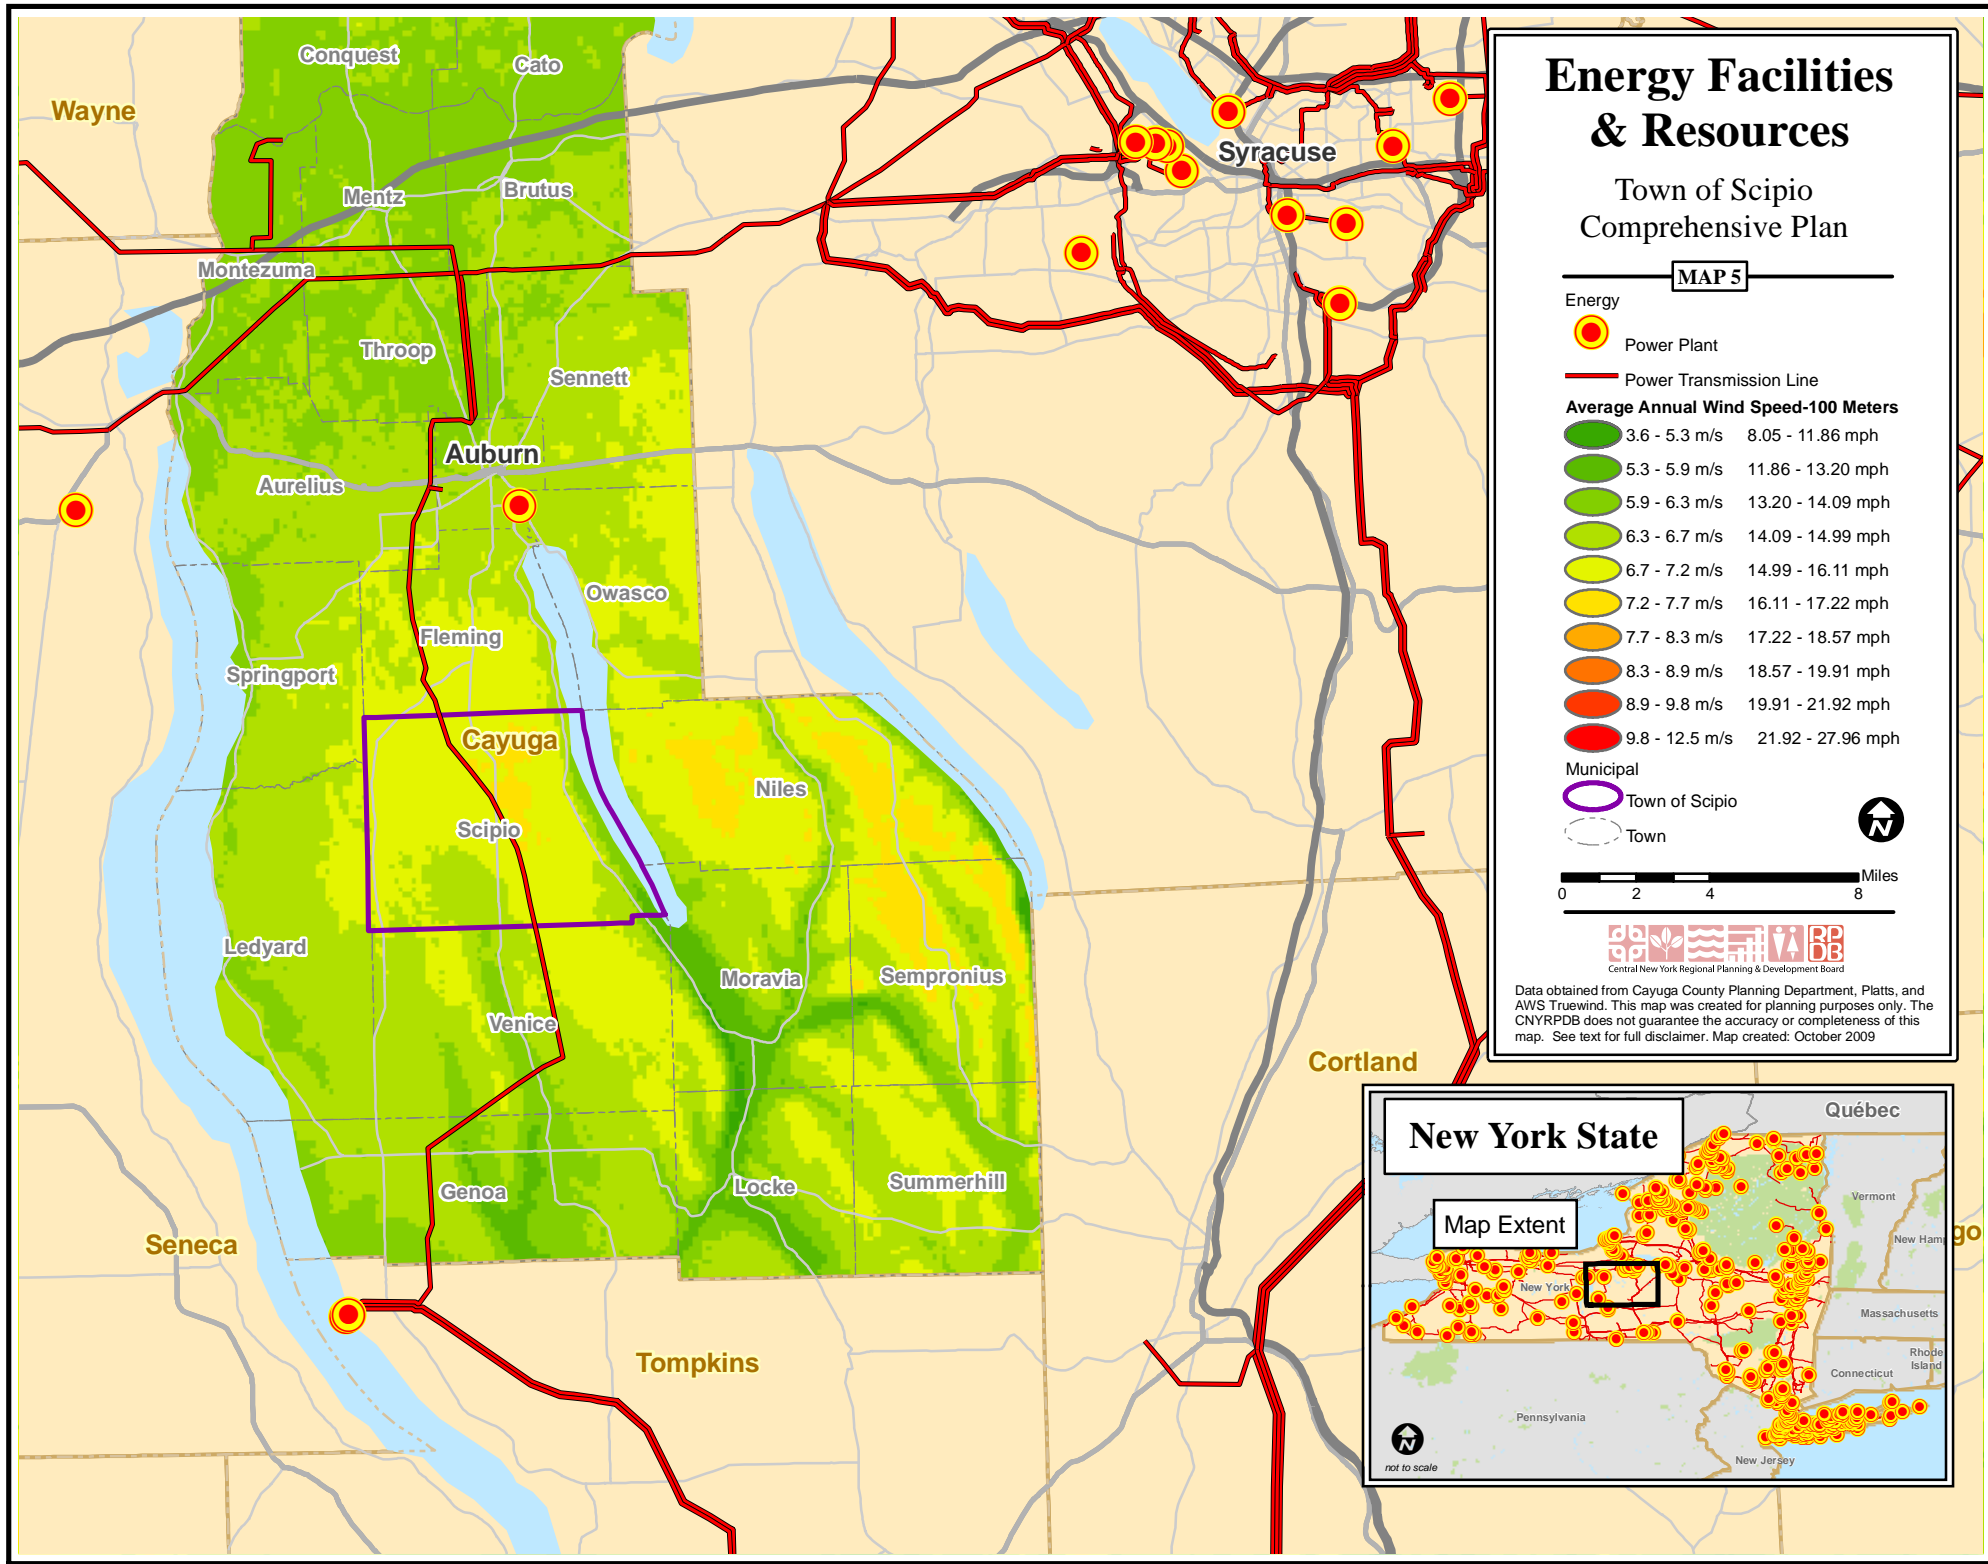 Energy Facilities
& Resources
Town of Scipio
Comprehensive Plan
MAP 5
Energy
Power Plant
Power Transmission Line
Average Annual Wind Speed-100 Meters
3.6 - 5.3 m/s 8.05 - 11.86 mph
5.3 - 5.9 m/s 11.86 - 13.20 mph
5.9 - 6.3 m/s 13.20 - 14.09 mph
6.3 - 6.7 m/s 14.09 - 14.99 mph
6.7 - 7.2 m/s 14.99 - 16.11 mph
7.2 - 7.7 m/s 16.11 - 17.22 mph
7.7 - 8.3 m/s 17.22 - 18.57 mph
8.3 - 8.9 m/s 18.57 - 19.91 mph
8.9 - 9.8 m/s 19.91 - 21.92 mph
9.8 - 12.5 m/s 21.92 - 27.96 mph
Municipal
Town of Scipio
Town
N
Miles
0 2 4 8
RP
DB
Central New York Regional Planning & Development Board
Data obtained from Cayuga County Planning Department, Platts, and
AWS Truewind. This map was created for planning purposes only. The
CNYRPDB does not guarantee the accuracy or completeness of this
map. See text for full disclaimer. Map created: October 2009
Conquest
Cato
Wayne
Mentz
Brutus
Syracuse
Montezuma
Throop
Sennett
Auburn
Aurelius
Owasco
Fleming
Springport
Cayuga
Niles
Scipio
Ledyard
Moravia
Sempronius
Venice
Cortland
Genoa
Locke
Summerhill
Seneca
Tompkins
go
New York State
Québec
Map Extent
Vermont
New Ham
New York
Massachusetts
Rhode
Island
Connecticut
Pennsylvania
New Jersey
N
not to scale